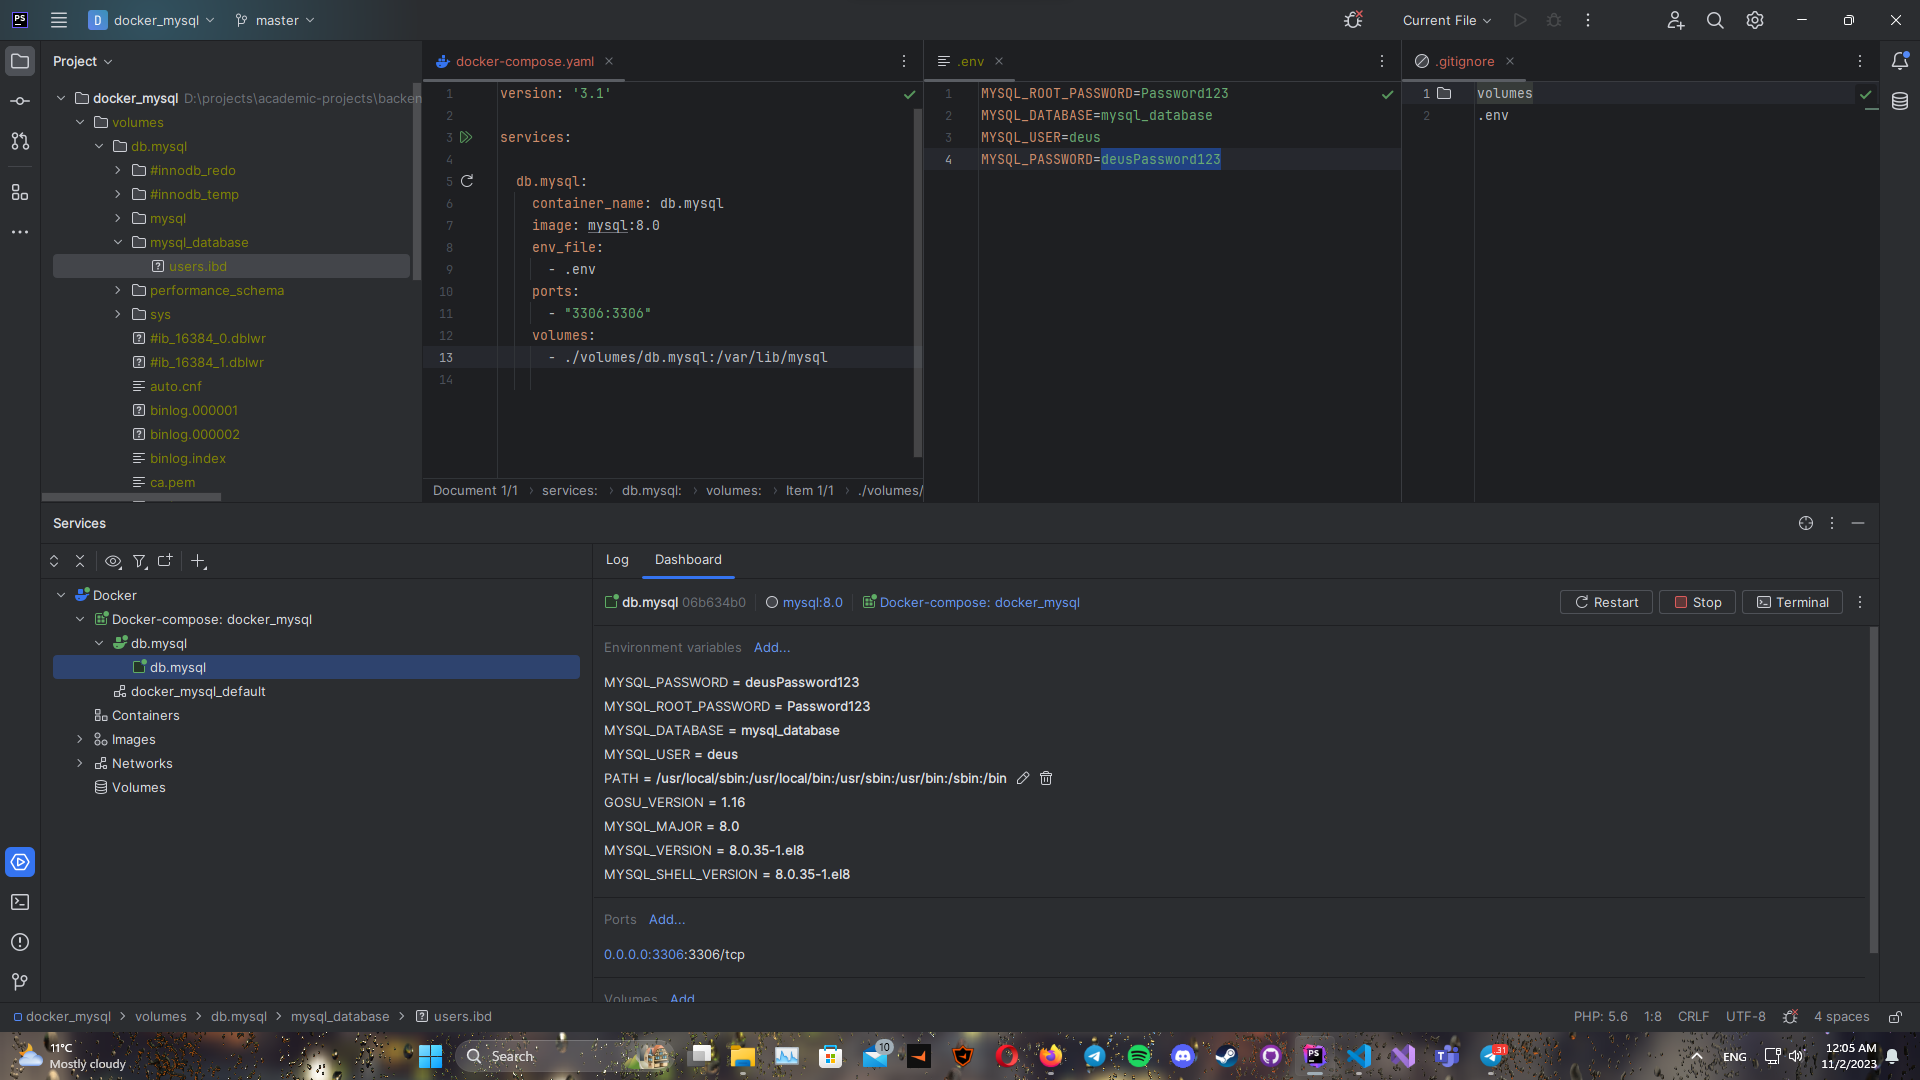 PS
D docker_mysql
master
Current File
Project
docker-compose.yaml
.env
.gitignore
docker_mysql D:\projects\academic-projects\backen
volumes
db.mysql
#innodb_redo
#innodb_temp
mysql
mysql_database
users.ibd
performance_schema
sys
#ib_16384_0.dblwr
#ib_16384_1.dblwr
auto.cnf
binlog.000001
binlog.000002
binlog.index
ca.pem
1 version: '3.1'
2
3 services:
4
5 db.mysql:
6 container_name: db.mysql
7 image: mysql:8.0
8 env_file:
9 - .env
10 ports:
11 - "3306:3306"
12 volumes:
13 - ./volumes/db.mysql:/var/lib/mysql
14
Document 1/1 services: db.mysql: volumes: Item 1/1 ./volumes/
1 MYSQL_ROOT_PASSWORD=Password123
2 MYSQL_DATABASE=mysql_database
3 MYSQL_USER=deus
4 MYSQL_PASSWORD=deusPassword123
1 volumes
2 .env
Services
Docker
Docker-compose: docker_mysql
db.mysql
db.mysql
docker_mysql_default
Containers
Images
Networks
Volumes
Log Dashboard
db.mysql 06b634b0 mysql:8.0 Docker-compose: docker_mysql
Restart Stop Terminal
Environment variables Add...
MYSQL_PASSWORD = deusPassword123
MYSQL_ROOT_PASSWORD = Password123
MYSQL_DATABASE = mysql_database
MYSQL_USER = deus
PATH = /usr/local/sbin:/usr/local/bin:/usr/sbin:/usr/bin:/sbin:/bin
GOSU_VERSION = 1.16
MYSQL_MAJOR = 8.0
MYSQL_VERSION = 8.0.35-1.el8
MYSQL_SHELL_VERSION = 8.0.35-1.el8
Ports Add...
0.0.0.0:3306:3306/tcp
Volumes Add
docker_mysql volumes db.mysql mysql_database users.ibd
PHP: 5.6 1:8 CRLF UTF-8 4 spaces
11°C
Mostly cloudy
Search
10
PS
31
ENG
12:05 AM
11/2/2023